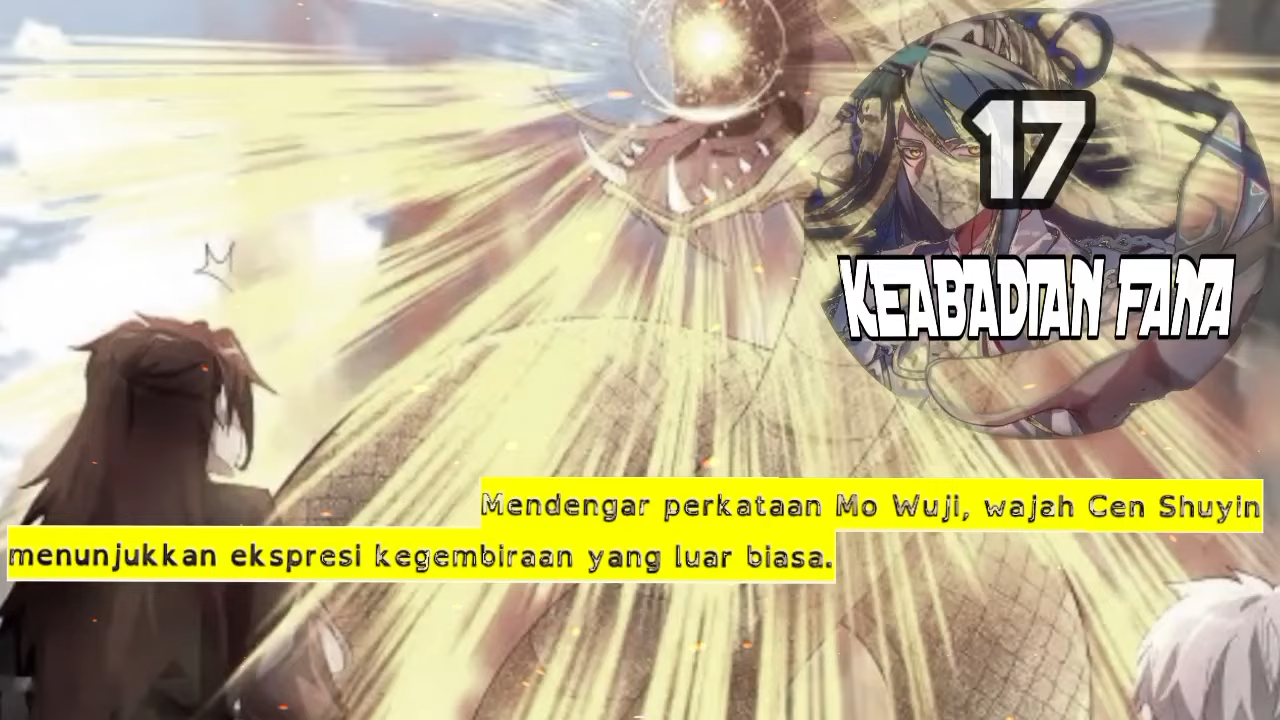 17
KEABADIAN FANA
Mendengar perkataan Mo Wuji, wajah Cen Shuyin
menunjukkan ekspresi kegembiraan yang luar biasa.